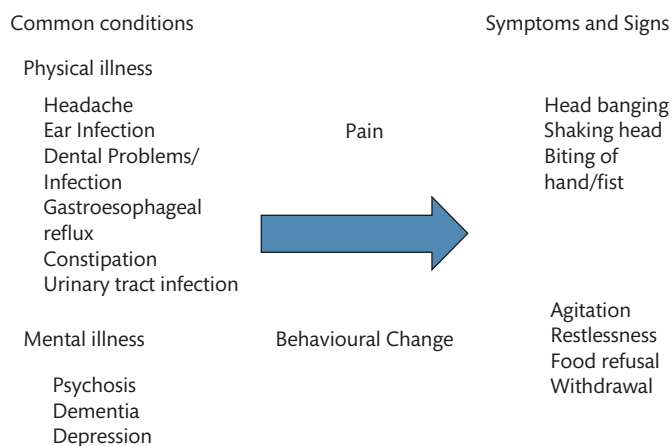 Common conditions
Symptoms and Signs
Physical illness
Headache
Ear Infection
Dental Problems/
Infection
Gastroesophageal
reflux
Constipation
Urinary tract infection
Pain
Head banging
Shaking head
Biting of
hand/fist
Mental illness
Psychosis
Dementia
Depression
Behavioural Change
Agitation
Restlessness
Food refusal
Withdrawal